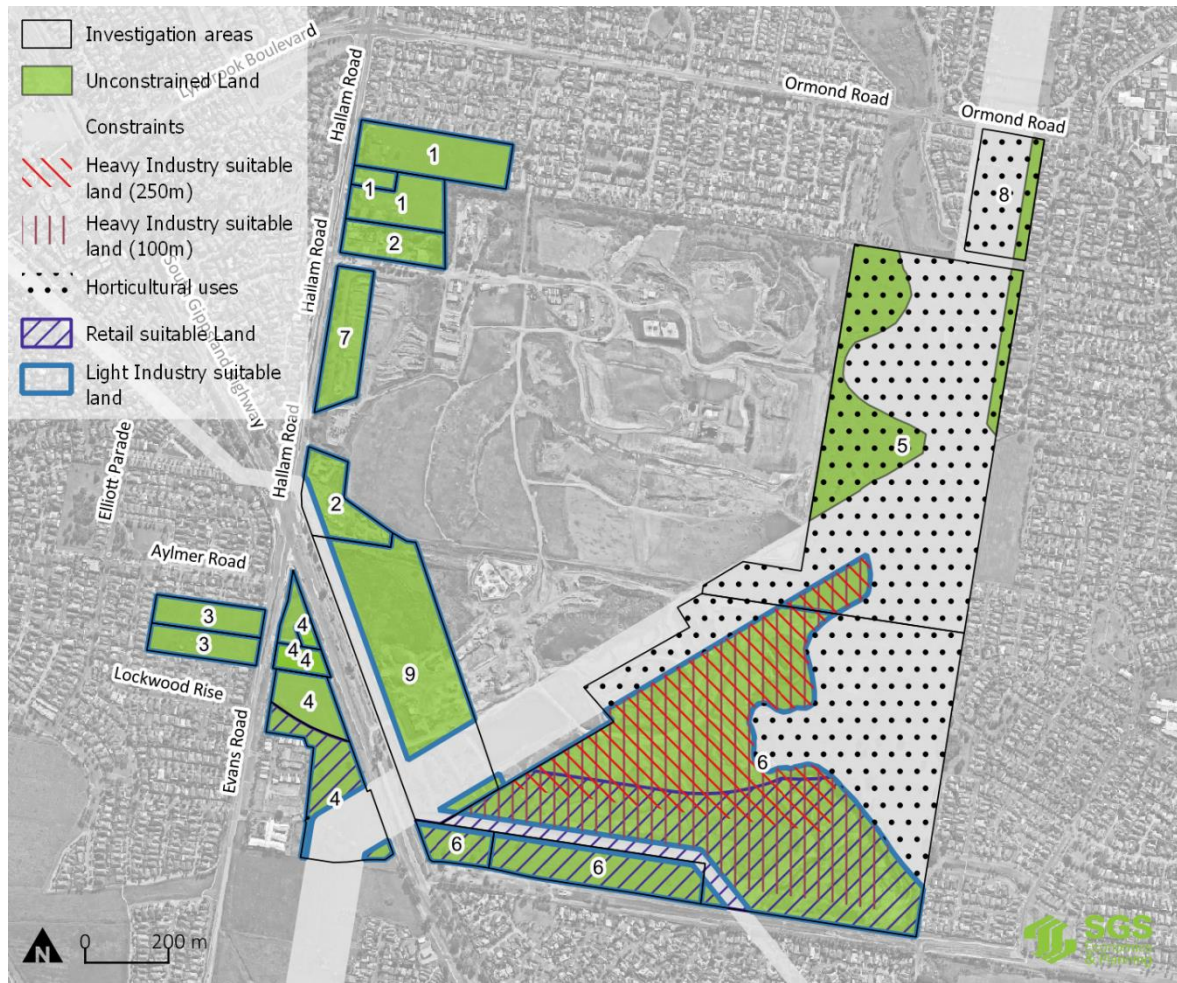 Investigation areas
Unconstrained Land
Constraints
Heavy Industry suitable
land (250m)
Heavy Industry suitable
land (100m)
Horticultural uses
Retail suitable Land
Light Industry suitable
land
Boulevard
South Gippsland Highway
Hallam Road
Hallam Road
Hallam Road
Ormond Road
Ormond Road
Elliott Parade
Aylmer Road
Lockwood Rise
Evans Road
1
1
1
2
7
8
5
2
3
3
4
4
4
4
4
9
6
6
6
N
0
200 m
SGS
Economics
& Planning